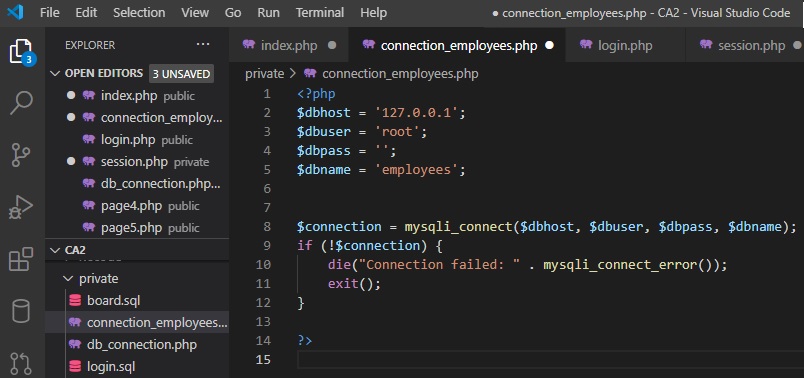 File Edit Selection View Go Run Terminal Help ● connection_employees.php - CA2 - Visual Studio Code
EXPLORER ···
OPEN EDITORS 3 UNSAVED
● index.php public
● connection_employ...
login.php public
● session.php private
db_connection.php...
page4.php public
page5.php public
CA2
private
board.sql
connection_employees...
db_connection.php
login.sql
3
index.php ● connection_employees.php ● login.php session.php ●
private > connection_employees.php
1 <?php
2 $dbhost = '127.0.0.1';
3 $dbuser = 'root';
4 $dbpass = '';
5 $dbname = 'employees';
6
7
8 $connection = mysqli_connect($dbhost, $dbuser, $dbpass, $dbname);
9 if (!$connection) {
10 die("Connection failed: " . mysqli_connect_error());
11 exit();
12 }
13
14 ?>
15